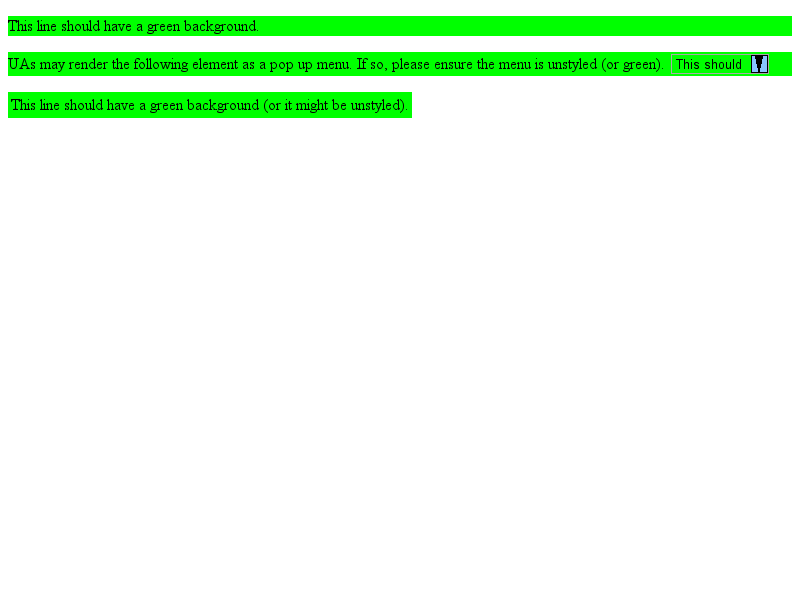 This line should have a green background.
UAs may render the following element as a pop up menu. If so, please ensure the menu is unstyled (or green). This should
This line should have a green background (or it might be unstyled).